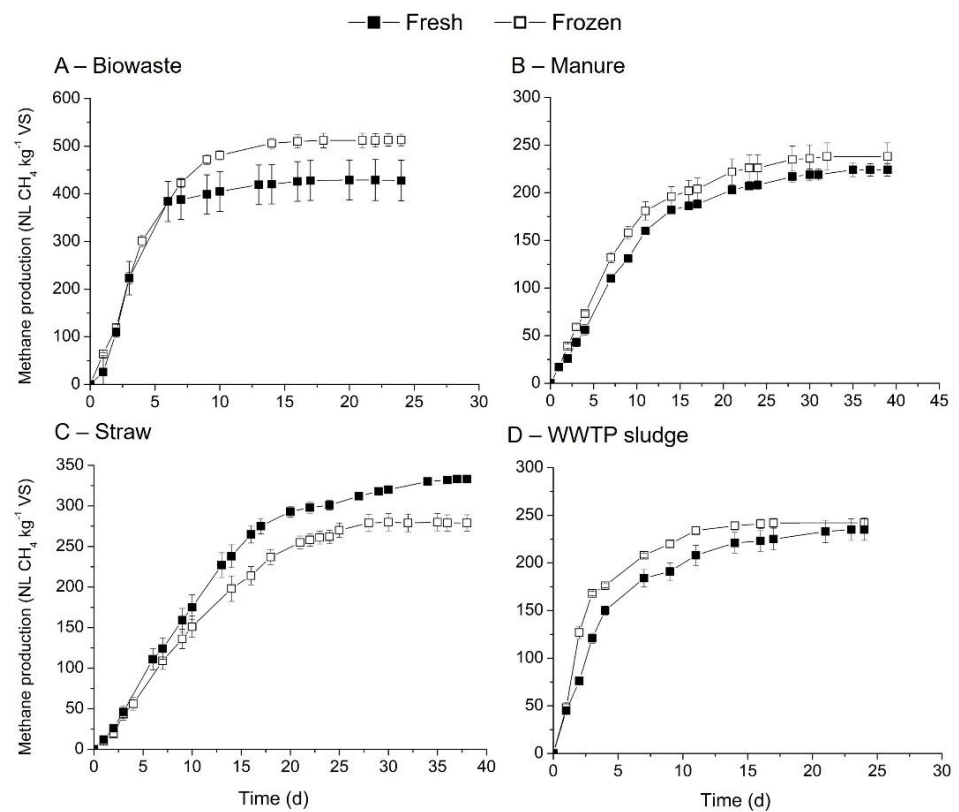 Fresh Frozen
A – Biowaste
B – Manure
Methane production (NL CH4 kg-1 VS)
600
500
400
300
200
100
0
0 5 10 15 20 25 30
300
250
200
150
100
50
0
0 5 10 15 20 25 30 35 40 45
C – Straw
D – WWTP sludge
Methane production (NL CH4 kg-1 VS)
350
300
250
200
150
100
50
0
0 5 10 15 20 25 30 35 40
Time (d)
300
250
200
150
100
50
0
0 5 10 15 20 25 30
Time (d)